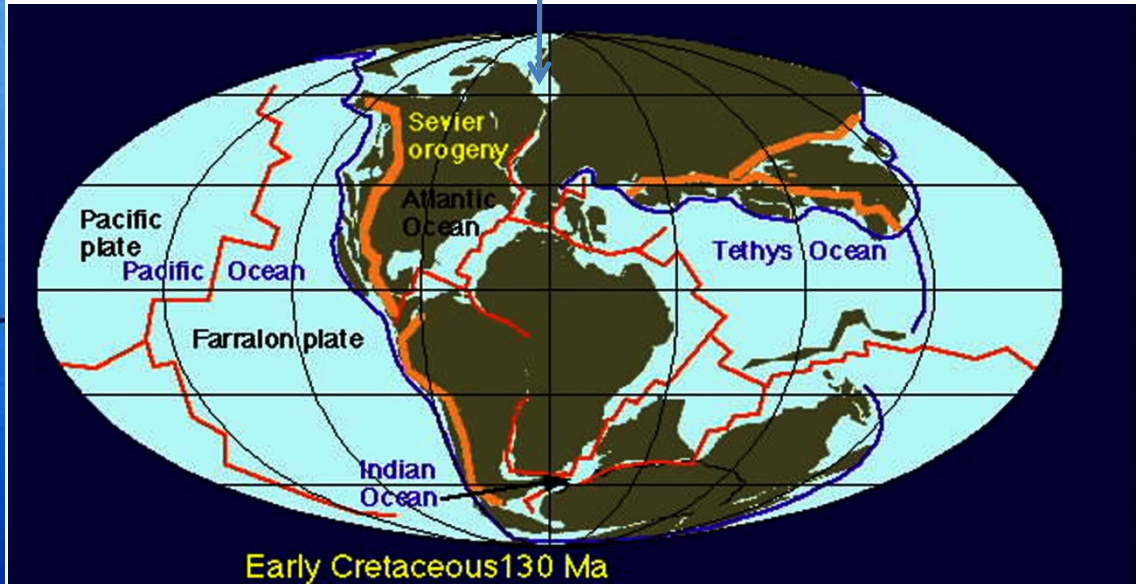 Sevier
orogeny
Atlantic
Ocean
Pacific
plate
Pacific Ocean
Tethys Ocean
Farralon plate
Indian
Ocean
Early Cretaceous130 Ma